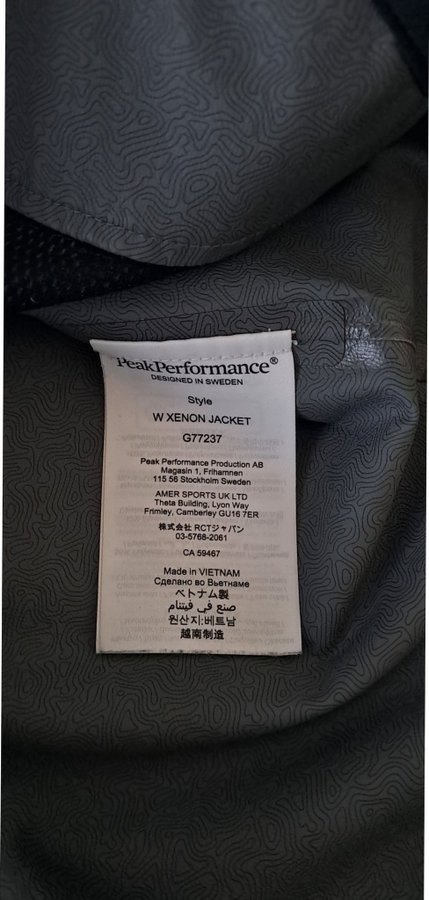 PeakPerformance®
DESIGNED IN SWEDEN
Style
W XENON JACKET
G77237
Peak Performance Production AB
Magasin 1, Frihamnen
115 56 Stockholm Sweden
AMER SPORTS UK LTD
Theta Building, Lyon Way
Frimley, Camberley GU16 7ER
株式会社 RCTジャパン
03-5768-2061
CA 59467
Made in VIETNAM
Сделано во Вьетнаме
ベトナム製
صنع في فيتنام
원산지:베트남
越南制造